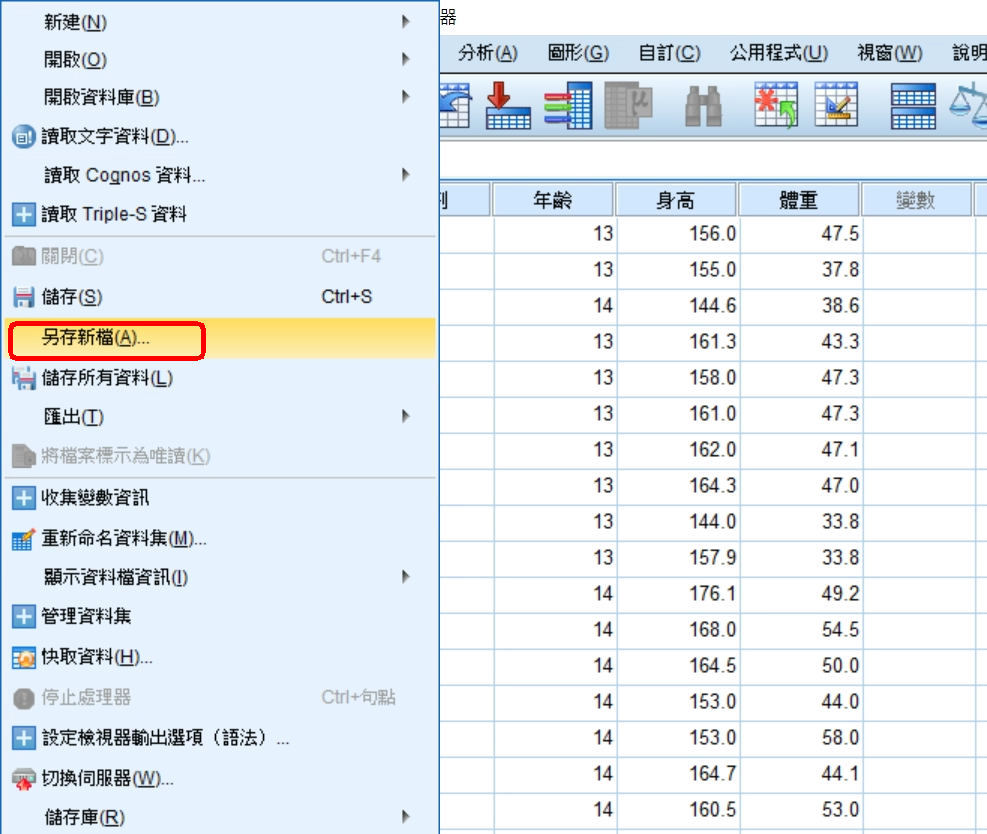 新建(N)
開啟(O)
開啟資料庫(B)
讀取文字資料(D)...
讀取 Cognos 資料...
讀取 Triple-S 資料
關閉(C) Ctrl+F4
儲存(S) Ctrl+S
另存新檔(A)...
儲存所有資料(L)
匯出(T)
將檔案標示為唯讀(K)
收集變數資訊
重新命名資料集(M)...
顯示資料檔資訊(I)
管理資料集
快取資料(H)...
停止處理器 Ctrl+句點
設定檢視器輸出選項（語法）...
切換伺服器(W)...
儲存庫(R)
器
分析(A) 圖形(G) 自訂(C) 公用程式(U) 視窗(W) 說明
年齡 身高 體重 變數
13 156.0 47.5
13 155.0 37.8
14 144.6 38.6
13 161.3 43.3
13 158.0 47.3
13 161.0 47.3
13 162.0 47.1
13 164.3 47.0
13 144.0 33.8
13 157.9 33.8
14 176.1 49.2
14 168.0 54.5
14 164.5 50.0
14 153.0 44.0
14 153.0 58.0
14 164.7 44.1
14 160.5 53.0